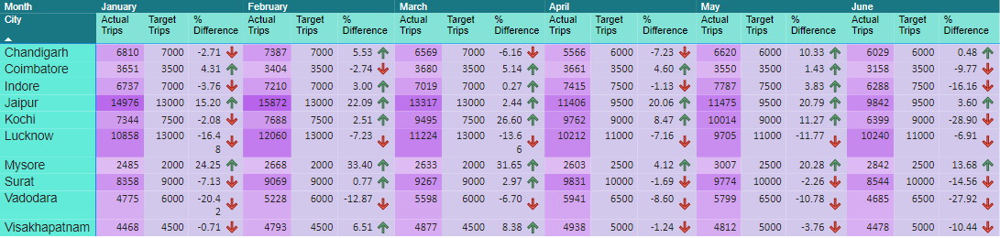 Month January February March April May June
City Actual Trips Target Trips % Difference Actual Trips Target Trips % Difference Actual Trips Target Trips % Difference Actual Trips Target Trips % Difference Actual Trips Target Trips % Difference Actual Trips Target Trips % Difference
Chandigarh 6810 7000 -2.71 7387 7000 5.53 6569 7000 -6.16 5566 6000 -7.23 6620 6000 10.33 6029 6000 0.48
Coimbatore 3651 3500 4.31 3404 3500 -2.74 3680 3500 5.14 3661 3500 4.60 3550 3500 1.43 3158 3500 -9.77
Indore 6737 7000 -3.76 7210 7000 3.00 7019 7000 0.27 7415 7500 -1.13 7787 7500 3.83 6288 7500 -16.16
Jaipur 14976 13000 15.20 15872 13000 22.09 13317 13000 2.44 11406 9500 20.06 11475 9500 20.79 9842 9500 3.60
Kochi 7344 7500 -2.08 7688 7500 2.51 9495 7500 26.60 9762 9000 8.47 10014 9000 11.27 6399 9000 -28.90
Lucknow 10858 13000 -16.48 12060 13000 -7.23 11224 13000 -13.66 10212 11000 -7.16 9705 11000 -11.77 10240 11000 -6.91
Mysore 2485 2000 24.25 2668 2000 33.40 2633 2000 31.65 2603 2500 4.12 3007 2500 20.28 2842 2500 13.68
Surat 8358 9000 -7.13 9069 9000 0.77 9267 9000 2.97 9831 10000 -1.69 9774 10000 -2.26 8544 10000 -14.56
Vadodara 4775 6000 -20.42 5228 6000 -12.87 5598 6000 -6.70 5941 6500 -8.60 5799 6500 -10.78 4685 6500 -27.92
Visakhapatnam 4468 4500 -0.71 4793 4500 6.51 4877 4500 8.38 4938 5000 -1.24 4812 5000 -3.76 4478 5000 -10.44